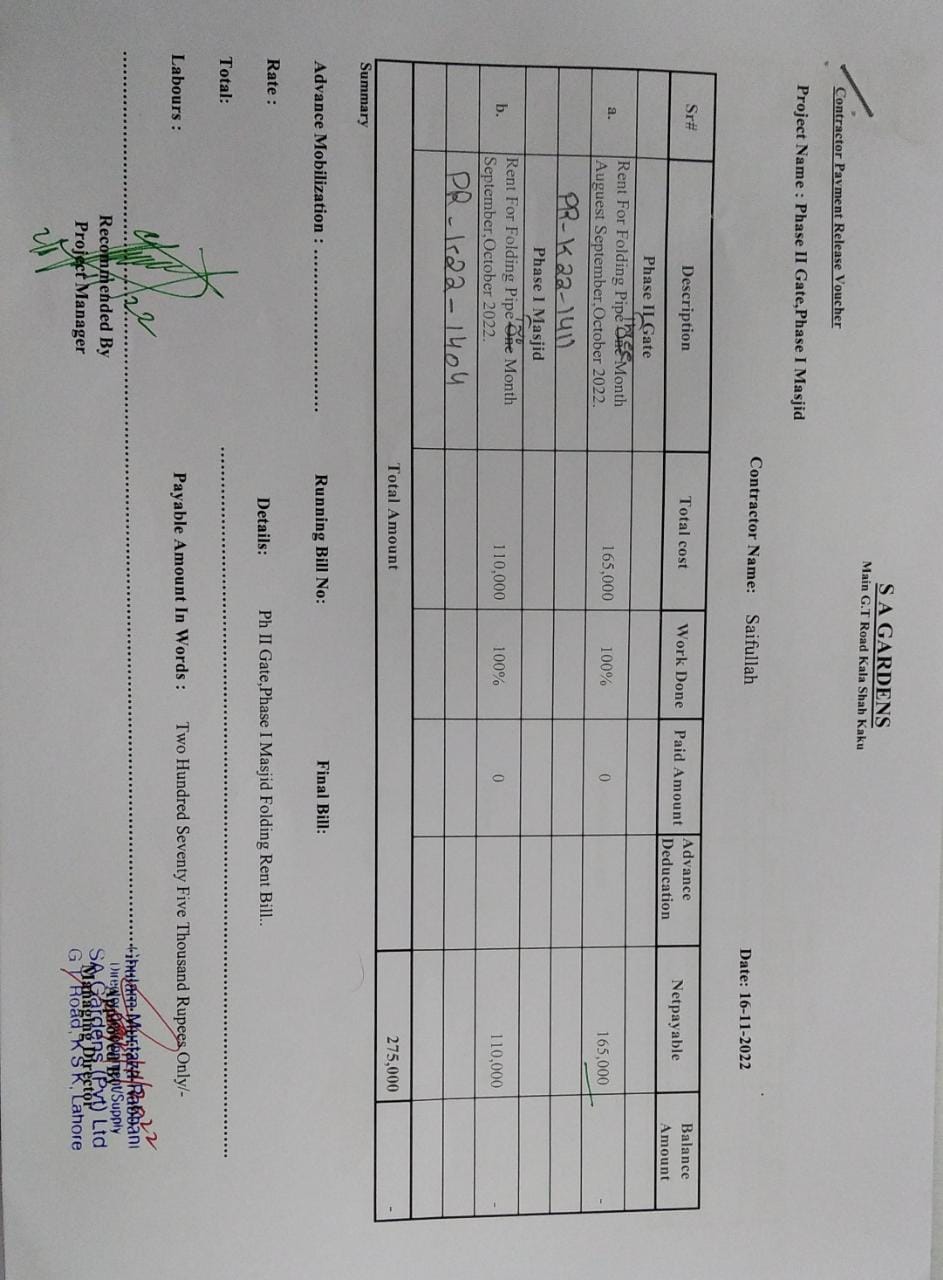 S A GARDENS
Main G.T Road Kala Shah Kaku
Contractor Payment Release Voucher
Project Name : Phase II Gate,Phase I Masjid
Contractor Name: Saifullah Date: 16-11-2022
Sr# Description Total cost Work Done Paid Amount Advance Deducation Netpayable Balance Amount
Phase II Gate
a. Rent For Folding Pipe One Three Month 165,000 100% 0 165,000 -
Auguest September,October 2022.
PR-K22-1411
Phase I Masjid
b. Rent For Folding Pipe One Two Month 110,000 100% 0 110,000 -
September,October 2022.
PR-K22-1404
Total Amount 275,000 -
Summary
Advance Mobilization : .......................... Running Bill No: Final Bill:
Rate : Details: Ph II Gate,Phase I Masjid Folding Rent Bill..
Total:
Labours : Payable Amount In Words : Two Hundred Seventy Five Thousand Rupees Only/-
Recommended By Approved By
Project Manager Managing Director
Ghulam Mustafa Rabbani
SA Gardens (Pvt) Ltd
G T Road, K S K, Lahore